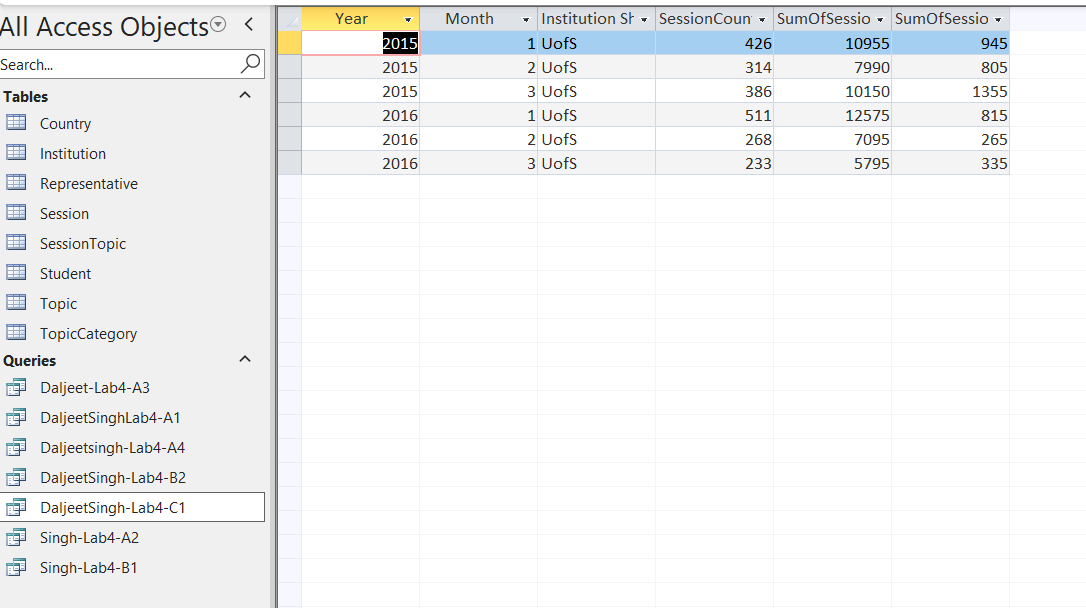 All Access Objects
Search...
Tables
Country
Institution
Representative
Session
SessionTopic
Student
Topic
TopicCategory
Queries
Daljeet-Lab4-A3
DaljeetSinghLab4-A1
Daljeetsingh-Lab4-A4
DaljeetSingh-Lab4-B2
DaljeetSingh-Lab4-C1
Singh-Lab4-A2
Singh-Lab4-B1
Year Month Institution Sh SessionCoun SumOfSessio SumOfSessio
2015 1 UofS 426 10955 945
2015 2 UofS 314 7990 805
2015 3 UofS 386 10150 1355
2016 1 UofS 511 12575 815
2016 2 UofS 268 7095 265
2016 3 UofS 233 5795 335